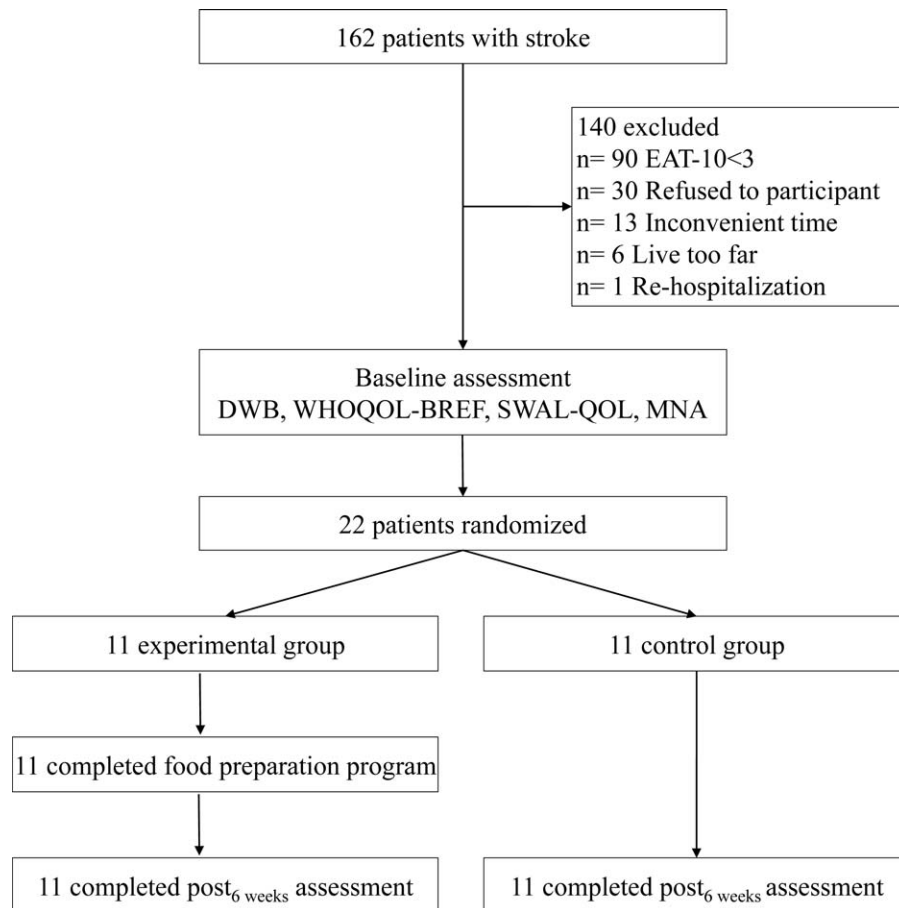 162 patients with stroke
140 excluded
n= 90 EAT-10<3
n= 30 Refused to participant
n= 13 Inconvenient time
n= 6 Live too far
n= 1 Re-hospitalization
Baseline assessment
DWB, WHOQOL-BREF, SWAL-QOL, MNA
22 patients randomized
11 experimental group
11 control group
11 completed food preparation program
11 completed post6 weeks assessment
11 completed post6 weeks assessment